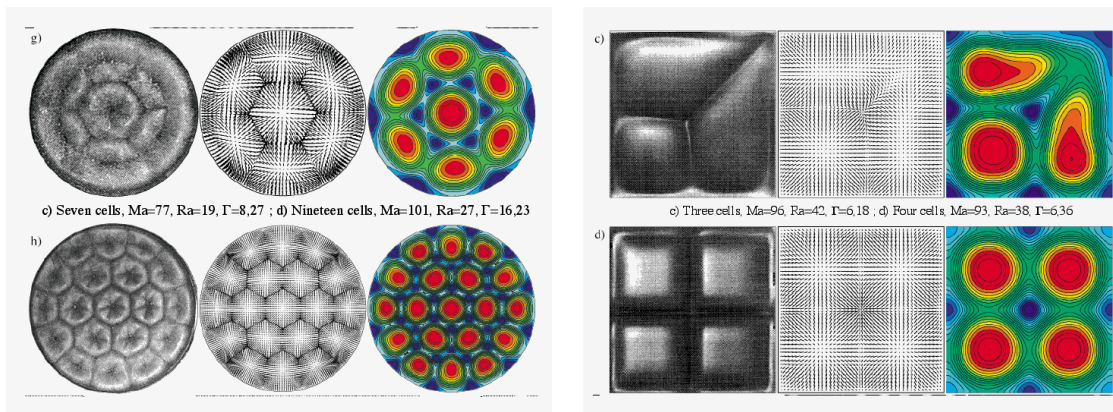 g)
c) Seven cells, Ma=77, Ra=19, Γ=8,27 ; d) Nineteen cells, Ma=101, Ra=27, Γ=16,23
h)
c)
c) Three cells, Ma=96, Ra=42, Γ=6,18 ; d) Four cells, Ma=93, Ra=38, Γ=6,36
d)